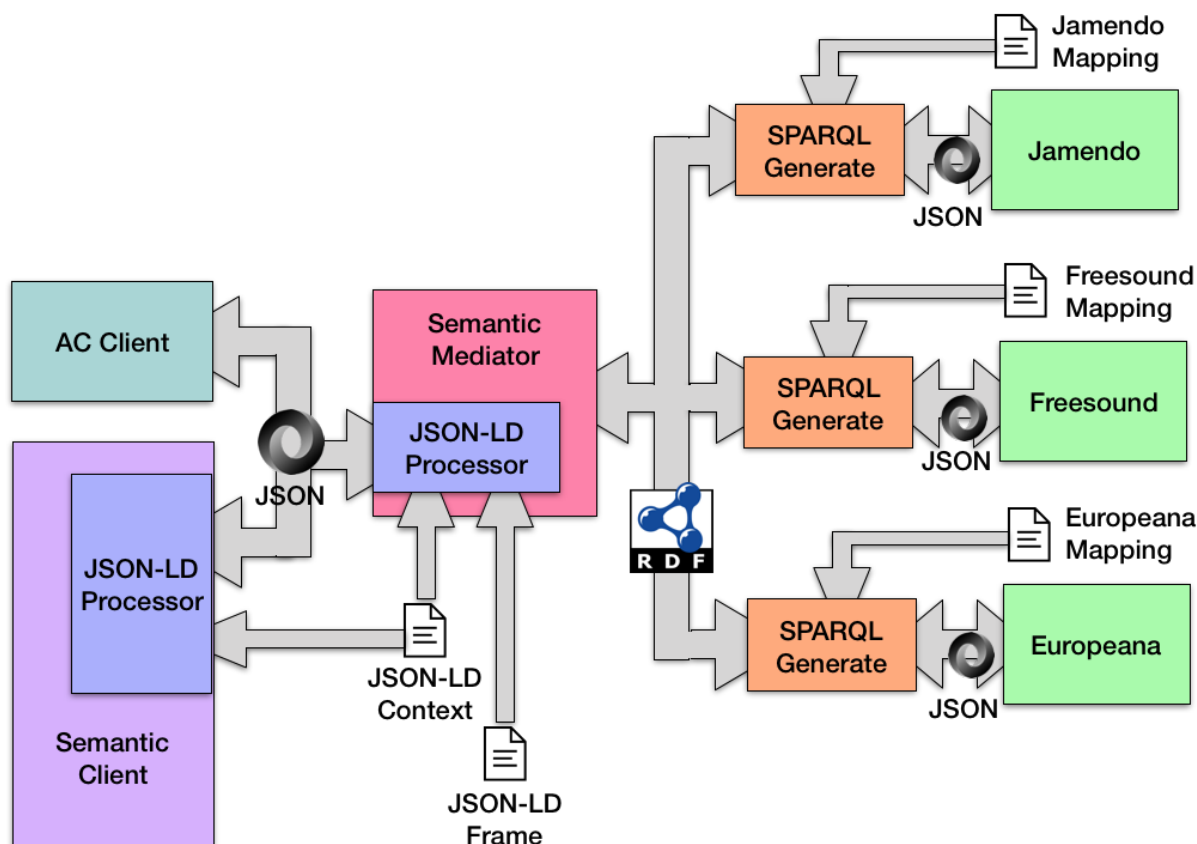 Jamendo
Mapping
SPARQL
Generate
JSON
Jamendo
Freesound
Mapping
AC Client
Semantic
Mediator
SPARQL
Generate
JSON
Freesound
JSON
JSON-LD
Processor
RDF
Europeana
Mapping
JSON-LD
Processor
SPARQL
Generate
JSON
Europeana
JSON-LD
Context
Semantic
Client
JSON-LD
Frame